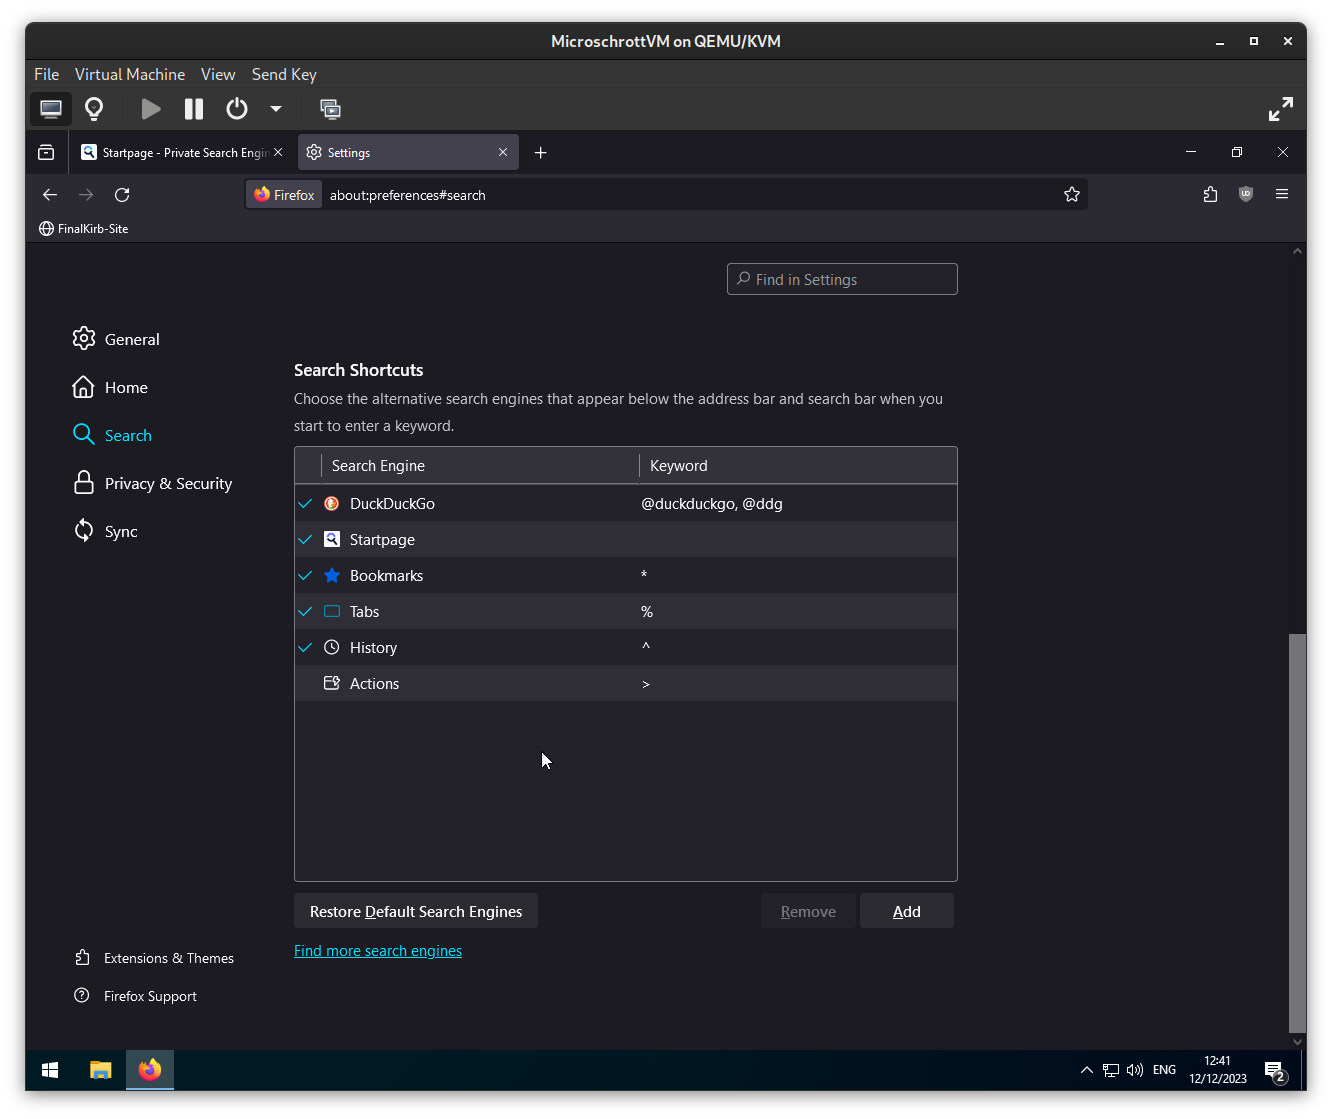 MicroschrottVM on QEMU/KVM
File Virtual Machine View Send Key
Startpage - Private Search Engin
Settings
Firefox
about:preferences#search
FinalKirb-Site
Find in Settings
General
Home
Search
Privacy & Security
Sync
Search Shortcuts
Choose the alternative search engines that appear below the address bar and search bar when you
start to enter a keyword.
Search Engine Keyword
DuckDuckGo @duckduckgo, @ddg
Startpage
Bookmarks *
Tabs %
History ^
Actions >
Restore Default Search Engines
Remove
Add
Find more search engines
Extensions & Themes
Firefox Support
ENG
12:41
12/12/2023
2